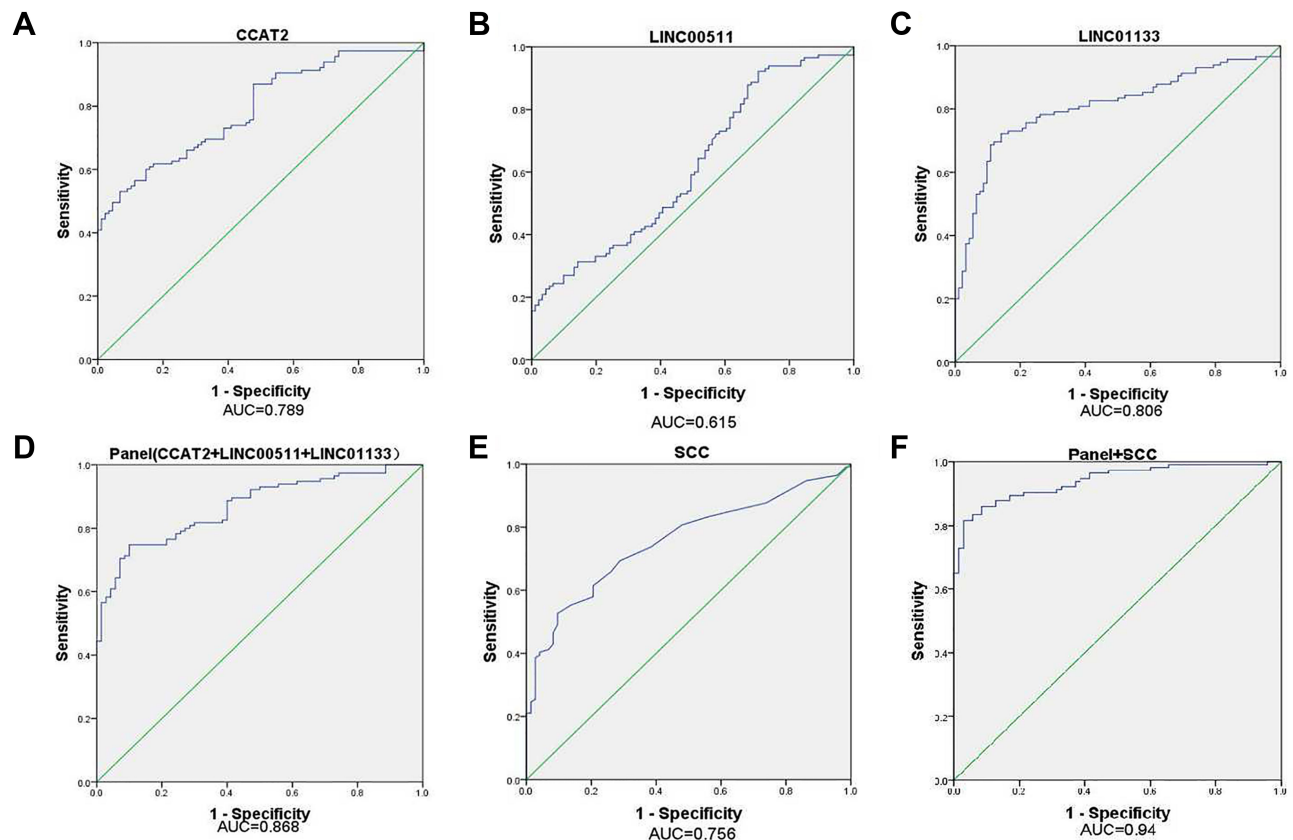 A
CCAT2
Sensitivity
1.0
0.8
0.6
0.4
0.2
0.0
0.0 0.2 0.4 0.6 0.8 1.0
1 - Specificity
AUC=0.789
B
LINC00511
Sensitivity
1.0
0.8
0.6
0.4
0.2
0.0
0.0 0.2 0.4 0.6 0.8 1.0
1 - Specificity
AUC=0.615
C
LINC01133
Sensitivity
1.0
0.8
0.6
0.4
0.2
0.0
0.0 0.2 0.4 0.6 0.8 1.0
1 - Specificity
AUC=0.806
D
Panel(CCAT2+LINC00511+LINC01133）
Sensitivity
1.0
0.8
0.6
0.4
0.2
0.0
0.0 0.2 0.4 0.6 0.8 1.0
1 - Specificity
AUC=0.868
E
SCC
Sensitivity
1.0
0.8
0.6
0.4
0.2
0.0
0.0 0.2 0.4 0.6 0.8 1.0
1 - Specificity
AUC=0.756
F
Panel+SCC
Sensitivity
1.0
0.8
0.6
0.4
0.2
0.0
0.0 0.2 0.4 0.6 0.8 1.0
1 - Specificity
AUC=0.94